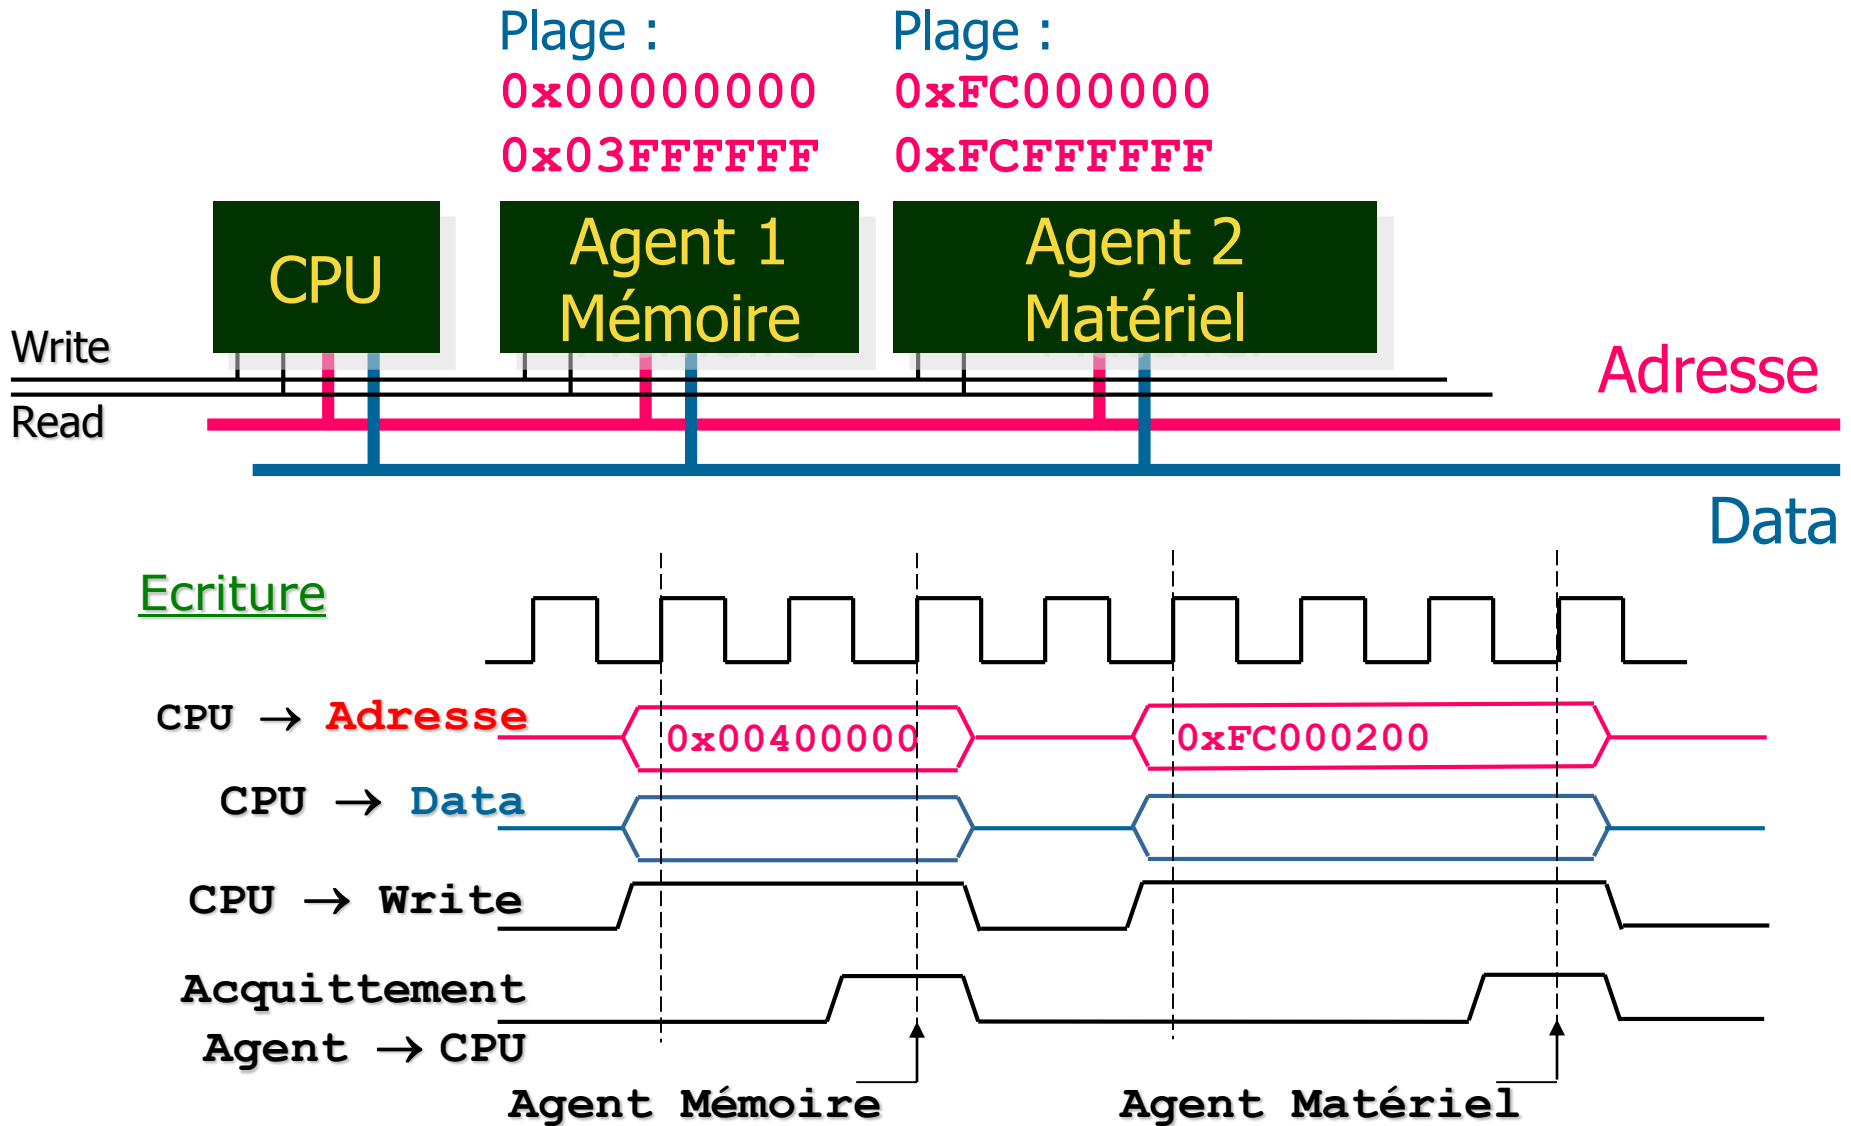 Plage :
0x00000000
0x03FFFFFF
Plage :
0xFC000000
0xFCFFFFFF
CPU
Agent 1
Mémoire
Agent 2
Matériel
Write
Read
Adresse
Data
Ecriture
CPU → Adresse
0x00400000
0xFC000200
CPU → Data
CPU → Write
Acquittement
Agent → CPU
Agent Mémoire
Agent Matériel